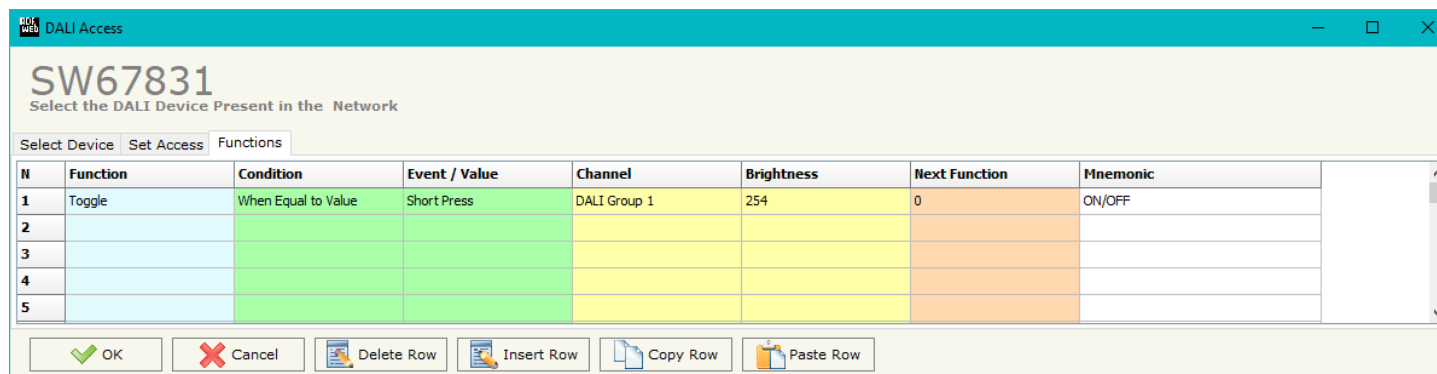 ADF
WEB DALI Access
SW67831
Select the DALI Device Present in the Network
Select Device Set Access Functions
N Function Condition Event / Value Channel Brightness Next Function Mnemonic
1 Toggle When Equal to Value Short Press DALI Group 1 254 0 ON/OFF
2
3
4
5
OK Cancel Delete Row Insert Row Copy Row Paste Row